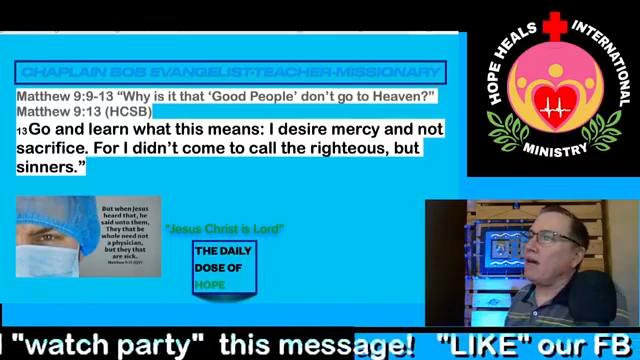 CHAPLAIN BOB EVANGELIST-TEACHER-MISSIONARY
Matthew 9:9-13 “Why is it that ‘Good People’ don’t go to Heaven?”
Matthew 9:13 (HCSB)
13Go and learn what this means: I desire mercy and not
sacrifice. For I didn’t come to call the righteous, but
sinners.”
But when Jesus
heard that, he
said unto them,
They that be
whole need not
a physician,
but they that
are sick.
Matthew 9:12 (KJV)
"Jesus Christ is Lord"
THE DAILY
DOSE OF
HOPE
HOPE HEALS INTERNATIONAL
MINISTRY
"watch party" this message! "LIKE" our FB